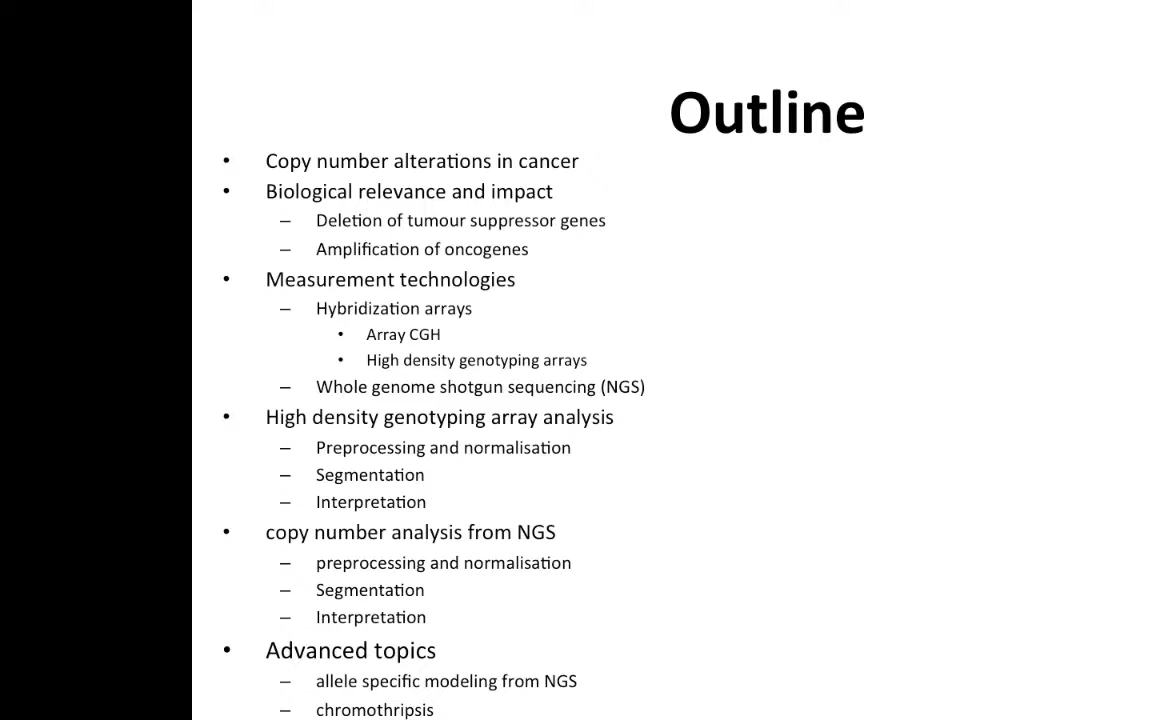 Outline
• Copy number alterations in cancer
• Biological relevance and impact
– Deletion of tumour suppressor genes
– Amplification of oncogenes
• Measurement technologies
– Hybridization arrays
• Array CGH
• High density genotyping arrays
– Whole genome shotgun sequencing (NGS)
• High density genotyping array analysis
– Preprocessing and normalisation
– Segmentation
– Interpretation
• copy number analysis from NGS
– preprocessing and normalisation
– Segmentation
– Interpretation
• Advanced topics
– allele specific modeling from NGS
– chromothripsis